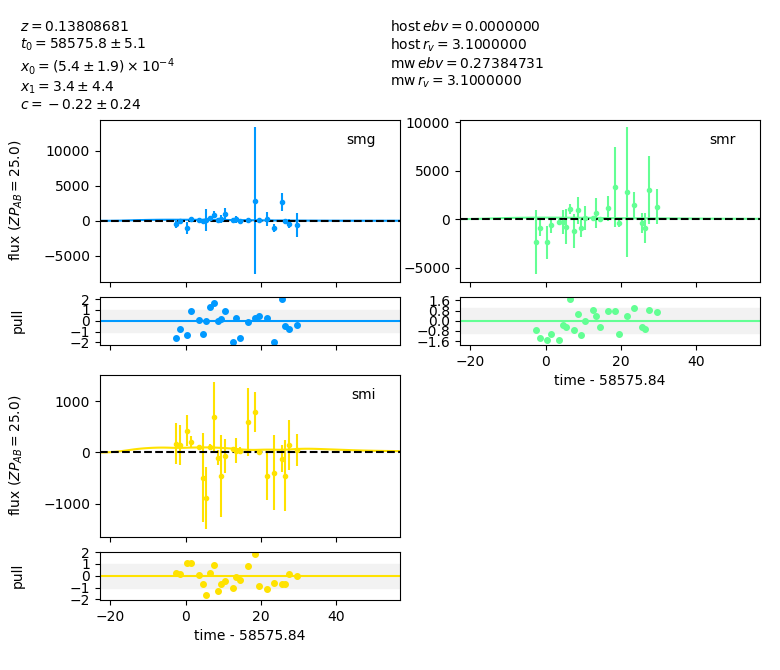 z = 0.13808681
t₀ = 58575.8 ± 5.1
x₀ = (5.4 ± 1.9) × 10⁻⁴
x₁ = 3.4 ± 4.4
c = −0.22 ± 0.24
host ebv = 0.0000000
host r_v = 3.1000000
mw ebv = 0.27384731
mw r_v = 3.1000000
flux (ZP_AB = 25.0)
10000
5000
0
−5000
smg
10000
5000
0
−5000
smr
pull
2
1
0
−1
−2
1.6
0.8
0.0
−0.8
−1.6
−20
0
20
40
time - 58575.84
flux (ZP_AB = 25.0)
1000
0
−1000
smi
pull
2
1
0
−1
−2
−20
0
20
40
time - 58575.84